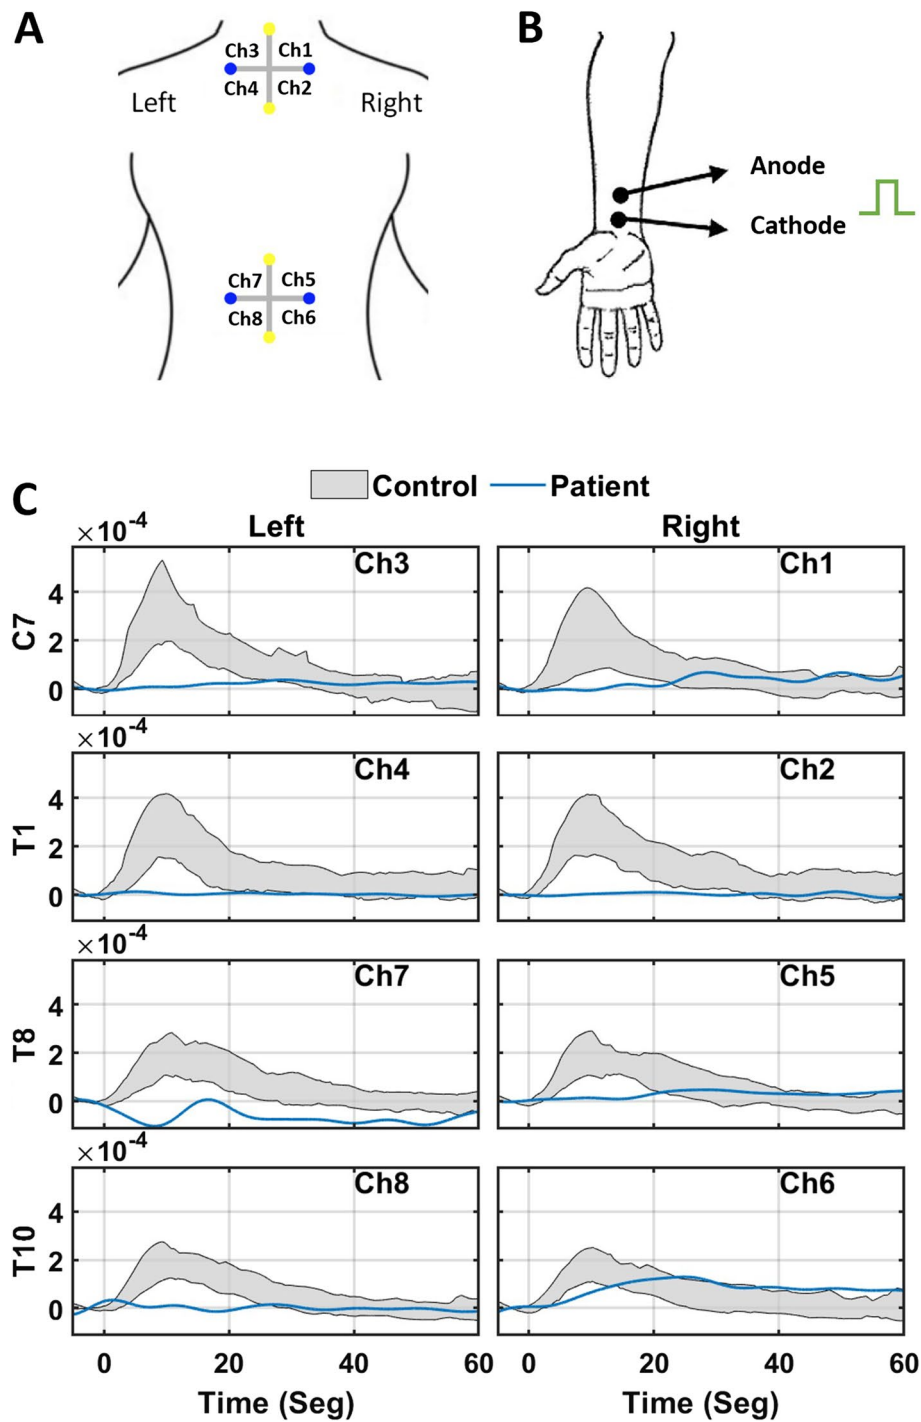 A
Ch3 Ch1
Ch4 Ch2
Left Right
Ch7 Ch5
Ch8 Ch6
B
Anode
Cathode
C
Control Patient
Left Right
×10-4
Ch3 Ch1
C7
4
2
0
×10-4
Ch4 Ch2
T1
4
2
0
×10-4
Ch7 Ch5
T8
4
2
0
×10-4
Ch8 Ch6
T10
4
2
0
0 20 40 60 0 20 40 60
Time (Seg) Time (Seg)